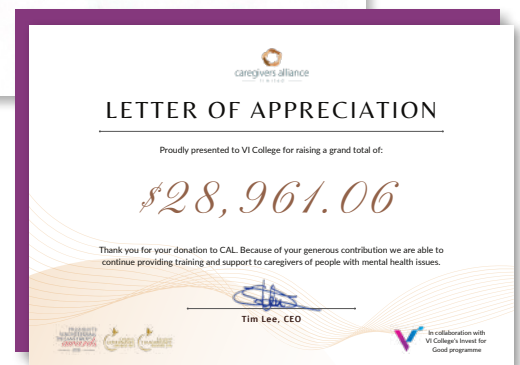 caregivers alliance
LIMITED
LETTER OF APPRECIATION
Proudly presented to VI College for raising a grand total of:
$28,961.06
Thank you for your donation to CAL. Because of your generous contribution we are able to
continue providing training and support to caregivers of people with mental health issues.
Tim Lee, CEO
In collaboration with
VI College's Invest for
Good programme